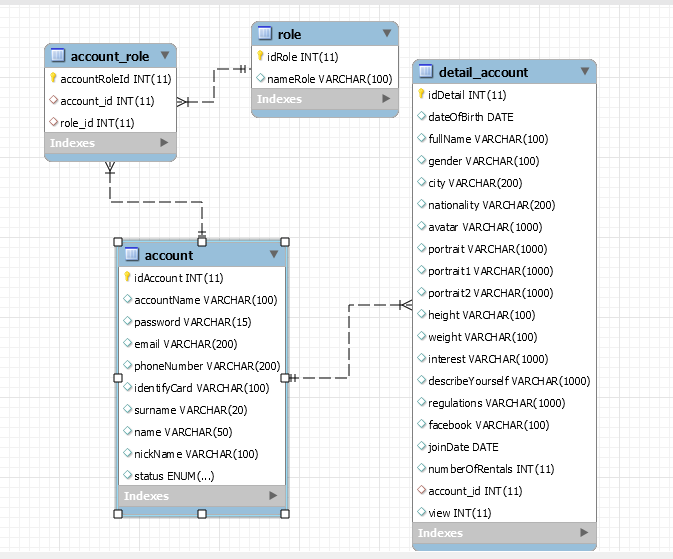 account_role
accountRoleId INT(11)
account_id INT(11)
role_id INT(11)
Indexes
role
idRole INT(11)
nameRole VARCHAR(100)
Indexes
detail_account
idDetail INT(11)
dateOfBirth DATE
fullName VARCHAR(100)
gender VARCHAR(100)
city VARCHAR(200)
nationality VARCHAR(200)
avatar VARCHAR(1000)
portrait VARCHAR(1000)
portrait1 VARCHAR(1000)
portrait2 VARCHAR(1000)
height VARCHAR(100)
weight VARCHAR(100)
interest VARCHAR(1000)
describeYourself VARCHAR(1000)
regulations VARCHAR(1000)
facebook VARCHAR(100)
joinDate DATE
numberOfRentals INT(11)
account_id INT(11)
view INT(11)
Indexes
account
idAccount INT(11)
accountName VARCHAR(100)
password VARCHAR(15)
email VARCHAR(200)
phoneNumber VARCHAR(200)
identifyCard VARCHAR(100)
surname VARCHAR(20)
name VARCHAR(50)
nickName VARCHAR(100)
status ENUM(...)
Indexes